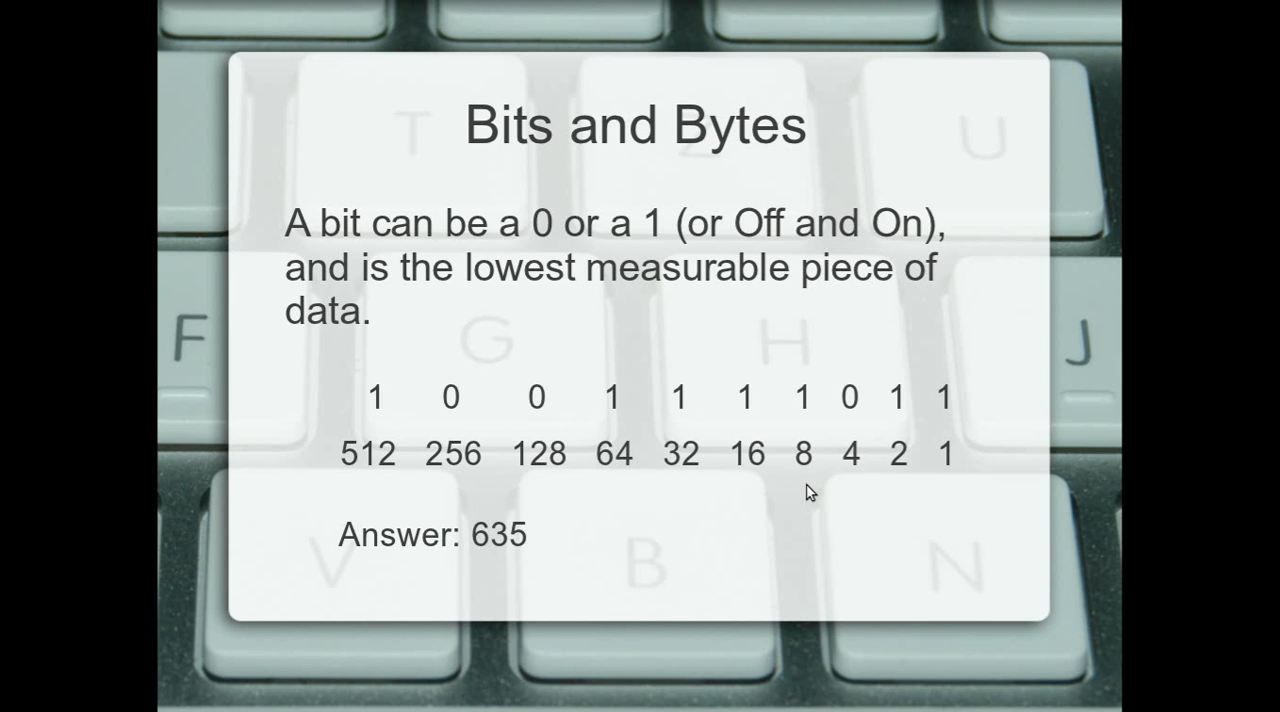 Bits and Bytes
A bit can be a 0 or a 1 (or Off and On),
and is the lowest measurable piece of
data.
1 0 0 1 1 1 1 0 1 1
512 256 128 64 32 16 8 4 2 1
Answer: 635
T Z U
F G H J
V B N